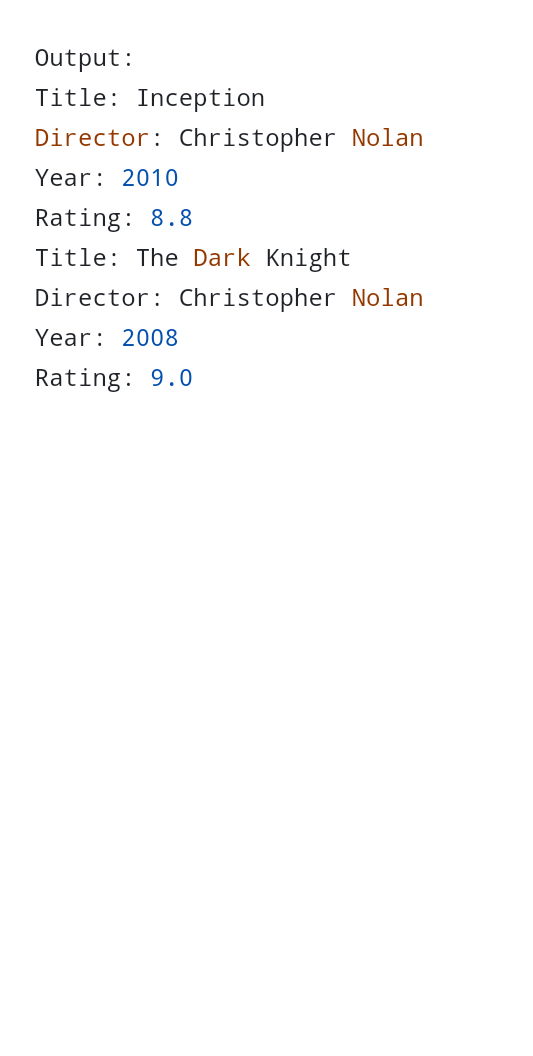 Output:
Title: Inception
Director: Christopher Nolan
Year: 2010
Rating: 8.8
Title: The Dark Knight
Director: Christopher Nolan
Year: 2008
Rating: 9.0